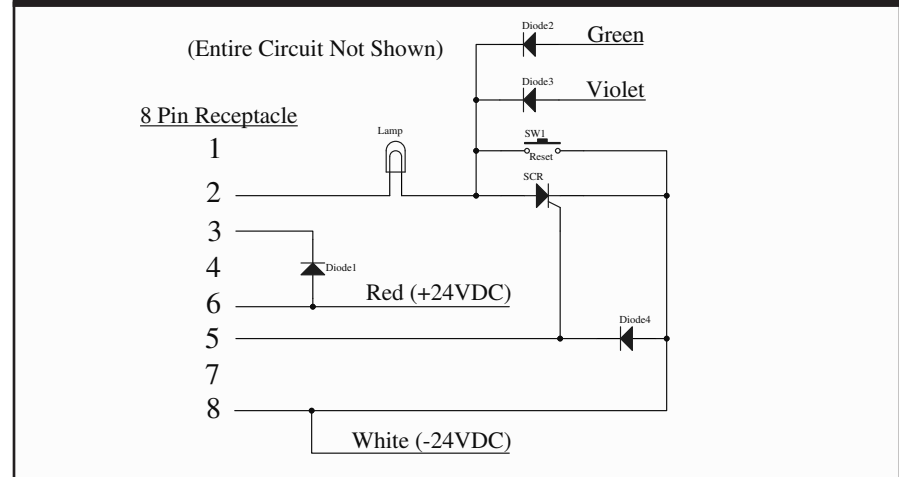 Diode2
Green
(Entire Circuit Not Shown)
Diode3
Violet
8 Pin Receptacle
Lamp
SW1
1
Reset
SCR
2
3
4
Diode1
Red (+24VDC)
6
Diode4
5
7
8
White (-24VDC)